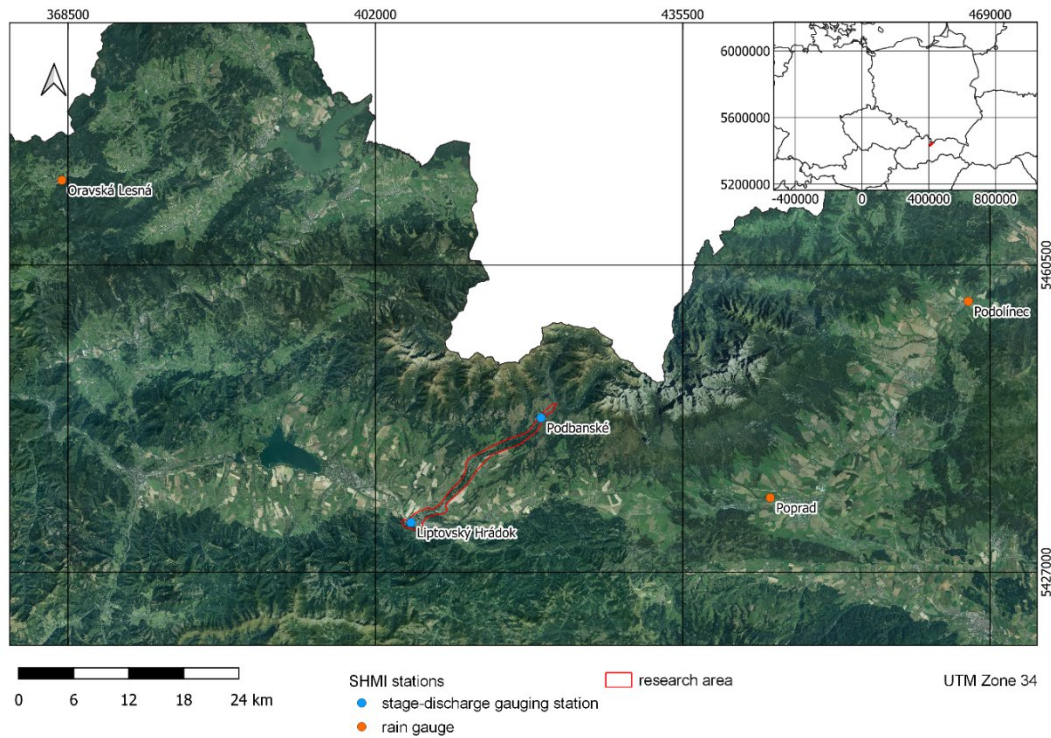 368500
402000
435500
469000
6000000
5600000
5200000
-400000
0
400000
800000
Oravská Lesná
5460500
Podolínec
Podbanské
Poprad
Liptovský Hrádok
5427000
0
6
12
18
24 km
SHMI stations
stage-discharge gauging station
rain gauge
research area
UTM Zone 34